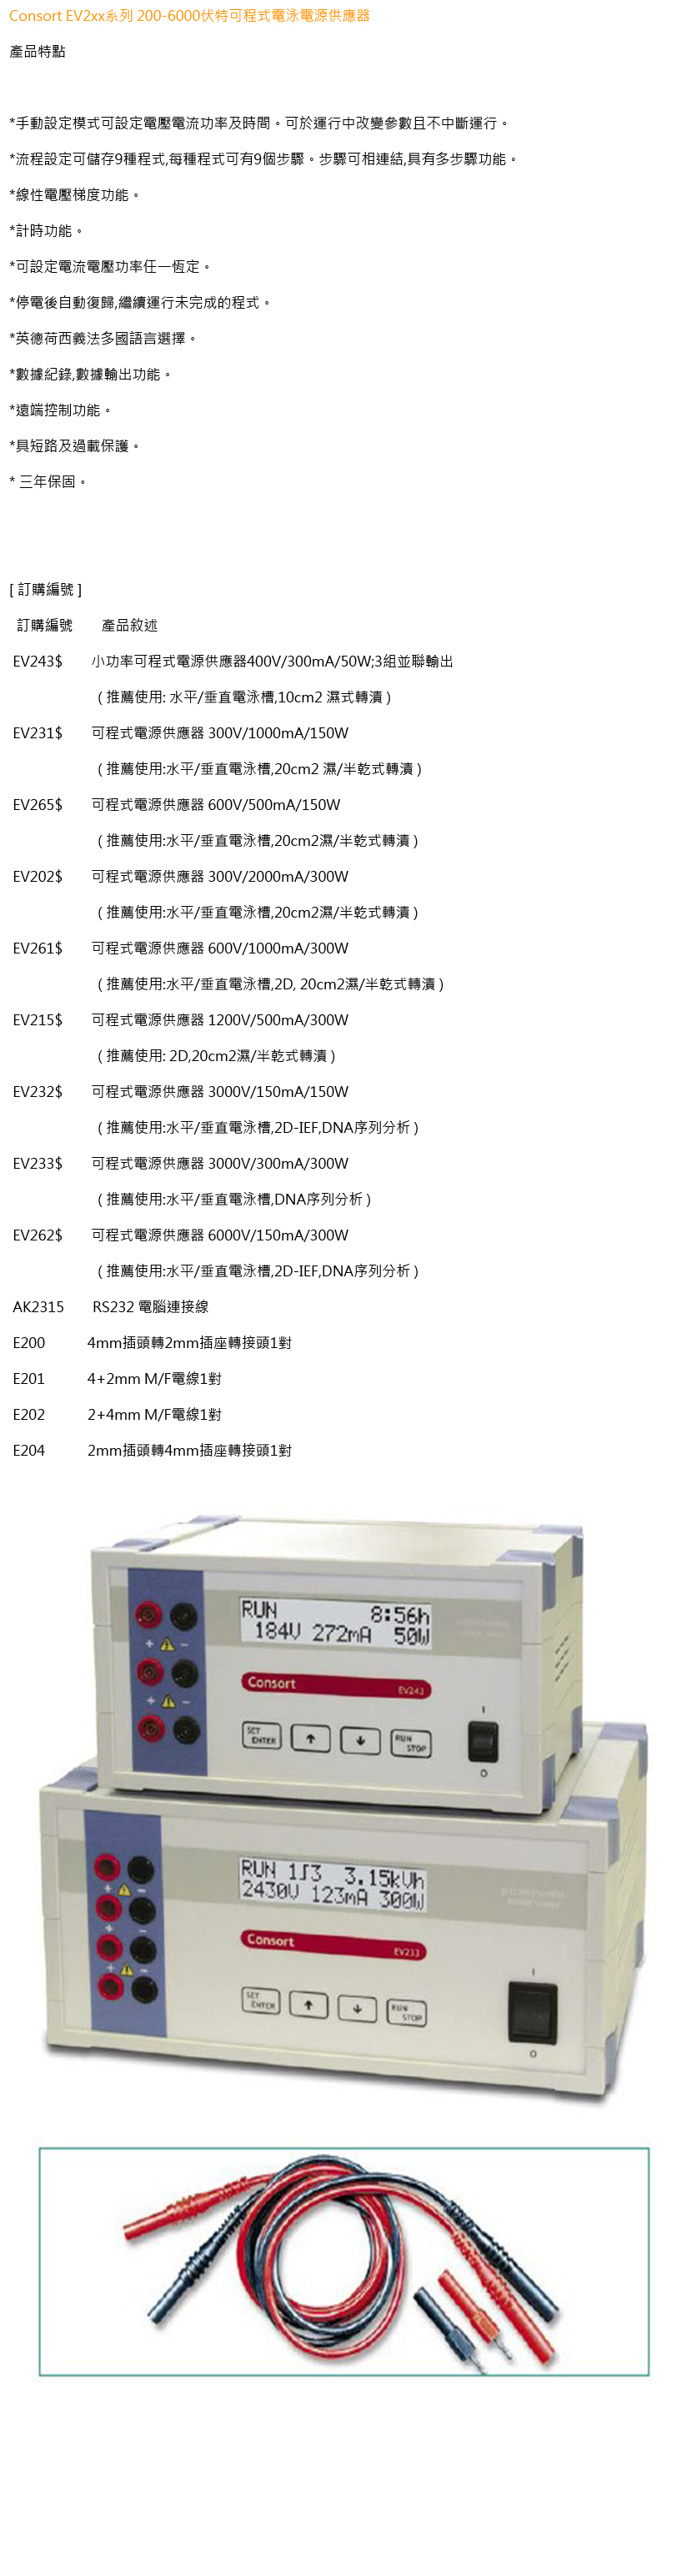 Consort EV2xx系列 200-6000伏特可程式電泳電源供應器
產品特點
*手動設定模式可設定電壓電流功率及時間。可於運行中改變參數且不中斷運行。
*流程設定可儲存9種程式,每種程式可有9個步驟。步驟可相連結,具有多步驟功能。
*線性電壓梯度功能。
*計時功能。
*可設定電流電壓功率任一恆定。
*停電後自動復歸,繼續運行未完成的程式。
*英德荷西義法多國語言選擇。
*數據紀錄,數據輸出功能。
*遠端控制功能。
*具短路及過載保護。
* 三年保固。
[ 訂購編號 ]
訂購編號 產品敘述
EV243$ 小功率可程式電源供應器400V/300mA/50W;3組並聯輸出
( 推薦使用: 水平/垂直電泳槽,10cm2 濕式轉漬 )
EV231$ 可程式電源供應器 300V/1000mA/150W
( 推薦使用:水平/垂直電泳槽,20cm2 濕/半乾式轉漬 )
EV265$ 可程式電源供應器 600V/500mA/150W
( 推薦使用:水平/垂直電泳槽,20cm2濕/半乾式轉漬 )
EV202$ 可程式電源供應器 300V/2000mA/300W
( 推薦使用:水平/垂直電泳槽,20cm2濕/半乾式轉漬 )
EV261$ 可程式電源供應器 600V/1000mA/300W
( 推薦使用:水平/垂直電泳槽,2D, 20cm2濕/半乾式轉漬 )
EV215$ 可程式電源供應器 1200V/500mA/300W
( 推薦使用: 2D,20cm2濕/半乾式轉漬 )
EV232$ 可程式電源供應器 3000V/150mA/150W
( 推薦使用:水平/垂直電泳槽,2D-IEF,DNA序列分析 )
EV233$ 可程式電源供應器 3000V/300mA/300W
( 推薦使用:水平/垂直電泳槽,DNA序列分析 )
EV262$ 可程式電源供應器 6000V/150mA/300W
( 推薦使用:水平/垂直電泳槽,2D-IEF,DNA序列分析 )
AK2315 RS232 電腦連接線
E200 4mm插頭轉2mm插座轉接頭1對
E201 4+2mm M/F電線1對
E202 2+4mm M/F電線1對
E204 2mm插頭轉4mm插座轉接頭1對
RUN 8:56h
184V 272mA 50W
Consort EV243
SET ENTER ↑ ↓ RUN STOP
I
O
RUN 1⎍3 3.15kVh
2430V 123mA 300W
Consort EV233
SET ENTER ↑ ↓ RUN STOP
I
O